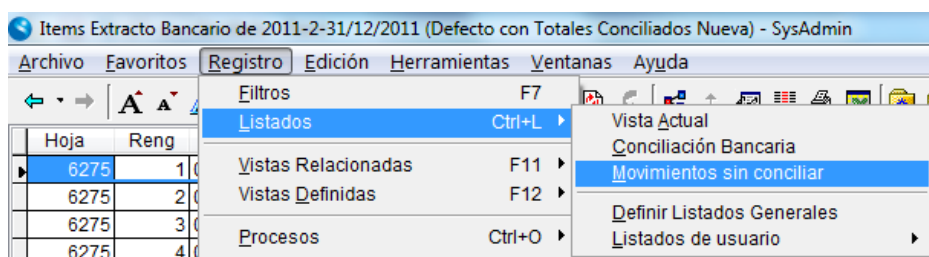 Items Extracto Bancario de 2011-2-31/12/2011 (Defecto con Totales Conciliados Nueva) - SysAdmin
Archivo Favoritos Registro Edición Herramientas Ventanas Ayuda
A A
Filtros F7
Listados Ctrl+L
Vistas Relacionadas F11
Vistas Definidas F12
Procesos Ctrl+O
Vista Actual
Conciliación Bancaria
Movimientos sin conciliar
Definir Listados Generales
Listados de usuario
Hoja Reng
6275 1
6275 2
6275 3
6275 4